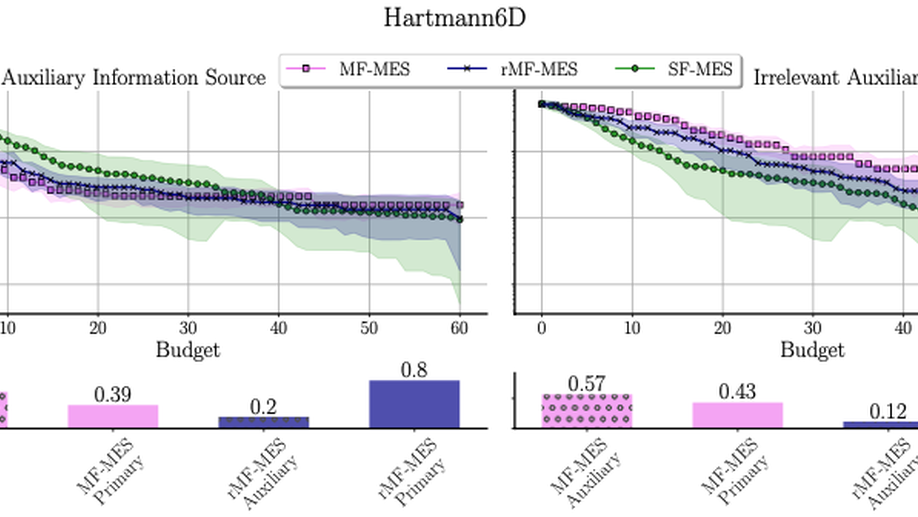 Hartmann6D
Auxiliary Information Source
MF-MES
rMF-MES
SF-MES
Irrelevant Auxiliar
10 20 30 40 50 60
0 10 20 30 40
Budget
Budget
0.39
0.2
0.8
0.57
0.43
0.12
MF-MES
Primary
rMF-MES
Auxiliary
rMF-MES
Primary
MF-MES
Auxiliary
MF-MES
Primary
rMF-MES
Auxiliary